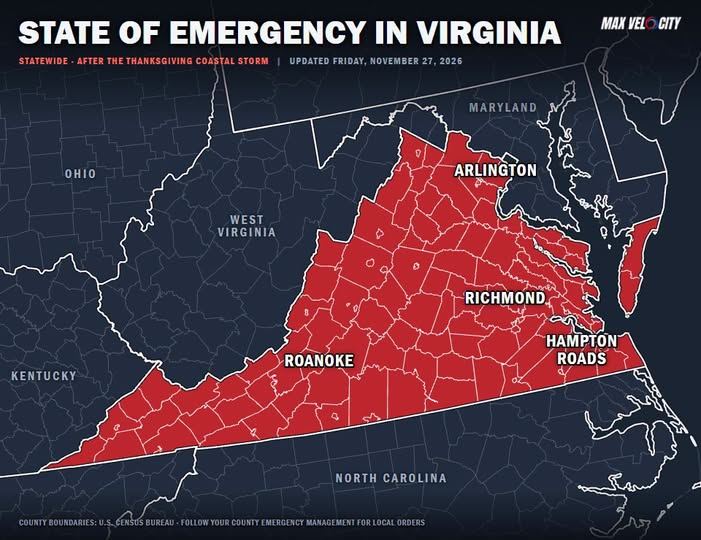 STATE OF EMERGENCY IN VIRGINIA
MAX VELOCITY
STATEWIDE - AFTER THE THANKSGIVING COASTAL STORM | UPDATED FRIDAY, NOVEMBER 27, 2026
MARYLAND
OHIO
ARLINGTON
WEST
VIRGINIA
RICHMOND
HAMPTON
ROADS
ROANOKE
KENTUCKY
NORTH CAROLINA
COUNTY BOUNDARIES: U.S. CENSUS BUREAU - FOLLOW YOUR COUNTY EMERGENCY MANAGEMENT FOR LOCAL ORDERS